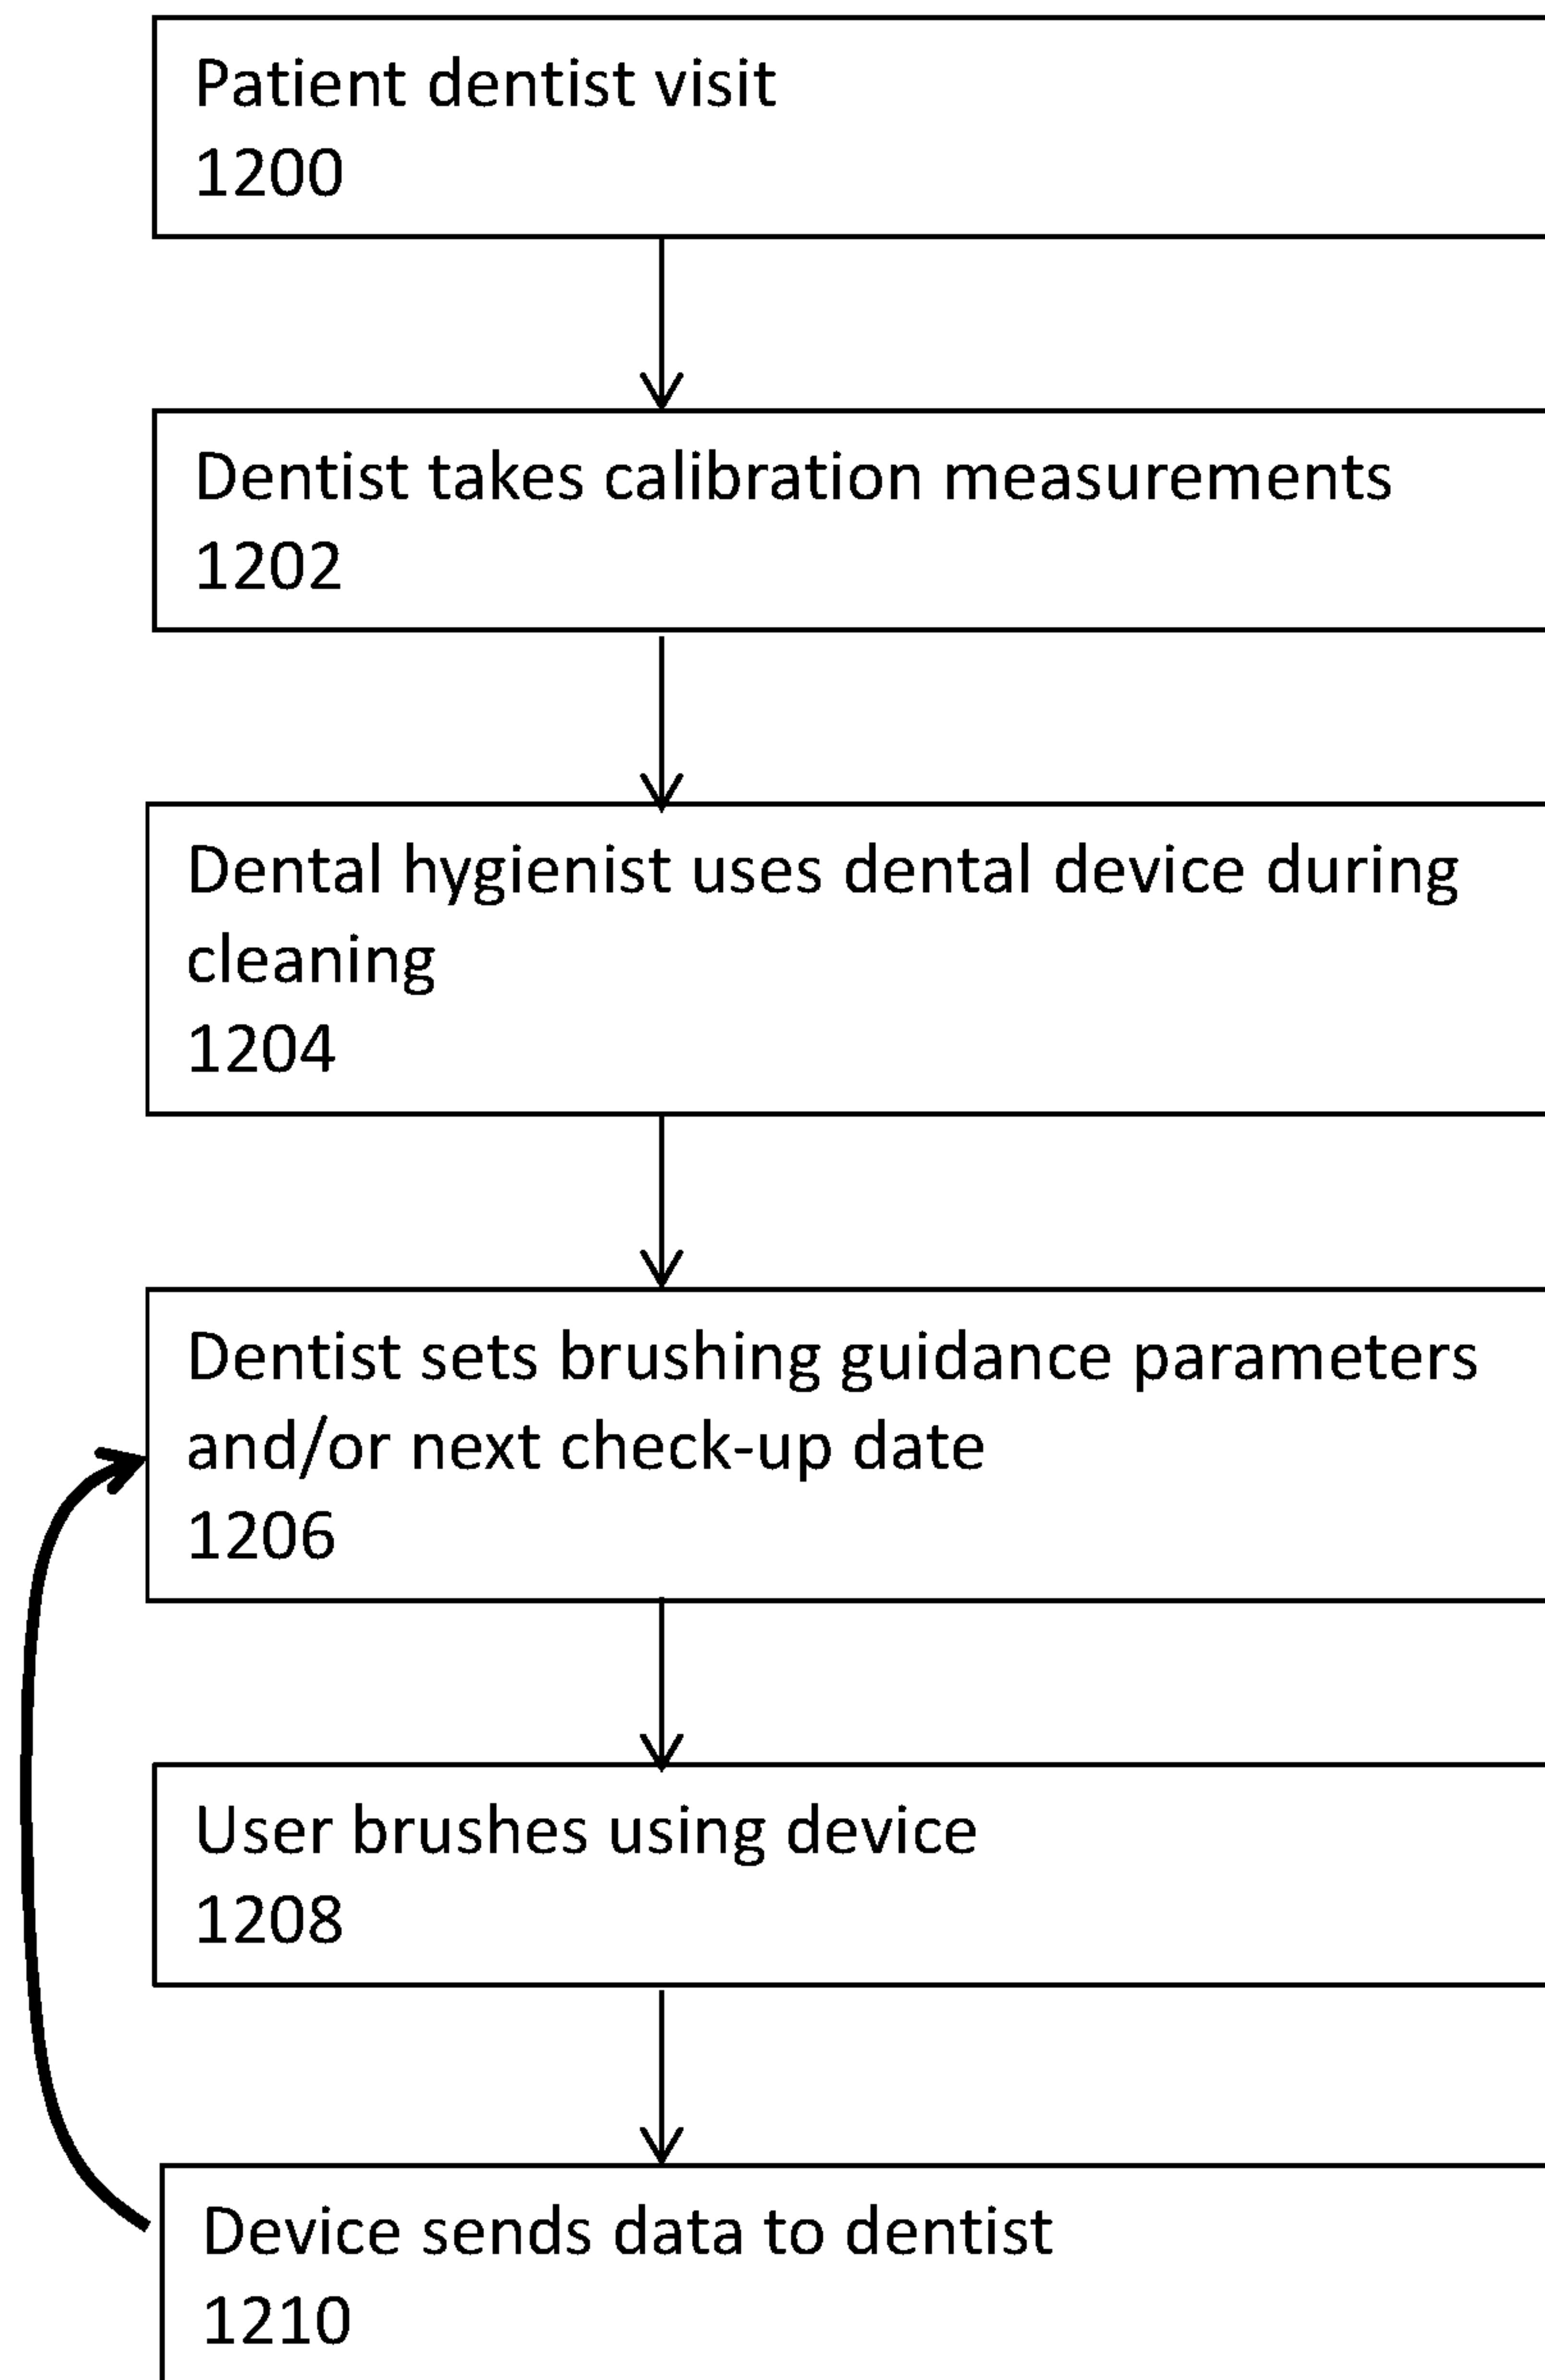 Patient dentist visit
1200
Dentist takes calibration measurements
1202
Dental hygienist uses dental device during
cleaning
1204
Dentist sets brushing guidance parameters
and/or next check-up date
1206
User brushes using device
1208
Device sends data to dentist
1210